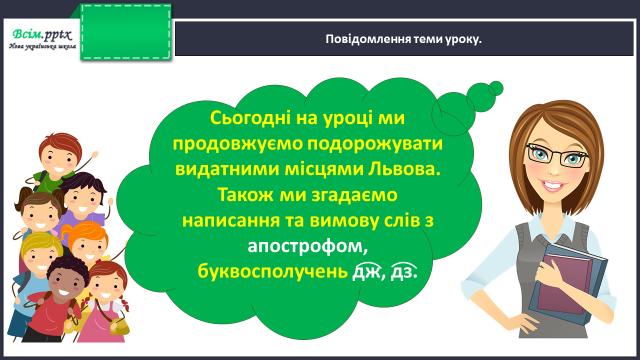 Всім.pptx
Нова українська школа
Повідомлення теми уроку.
Сьогодні на уроці ми
продовжуємо подорожувати
видатними місцями Львова.
Також ми згадаємо
написання та вимову слів з
апострофом,
буквосполучень дж, дз.